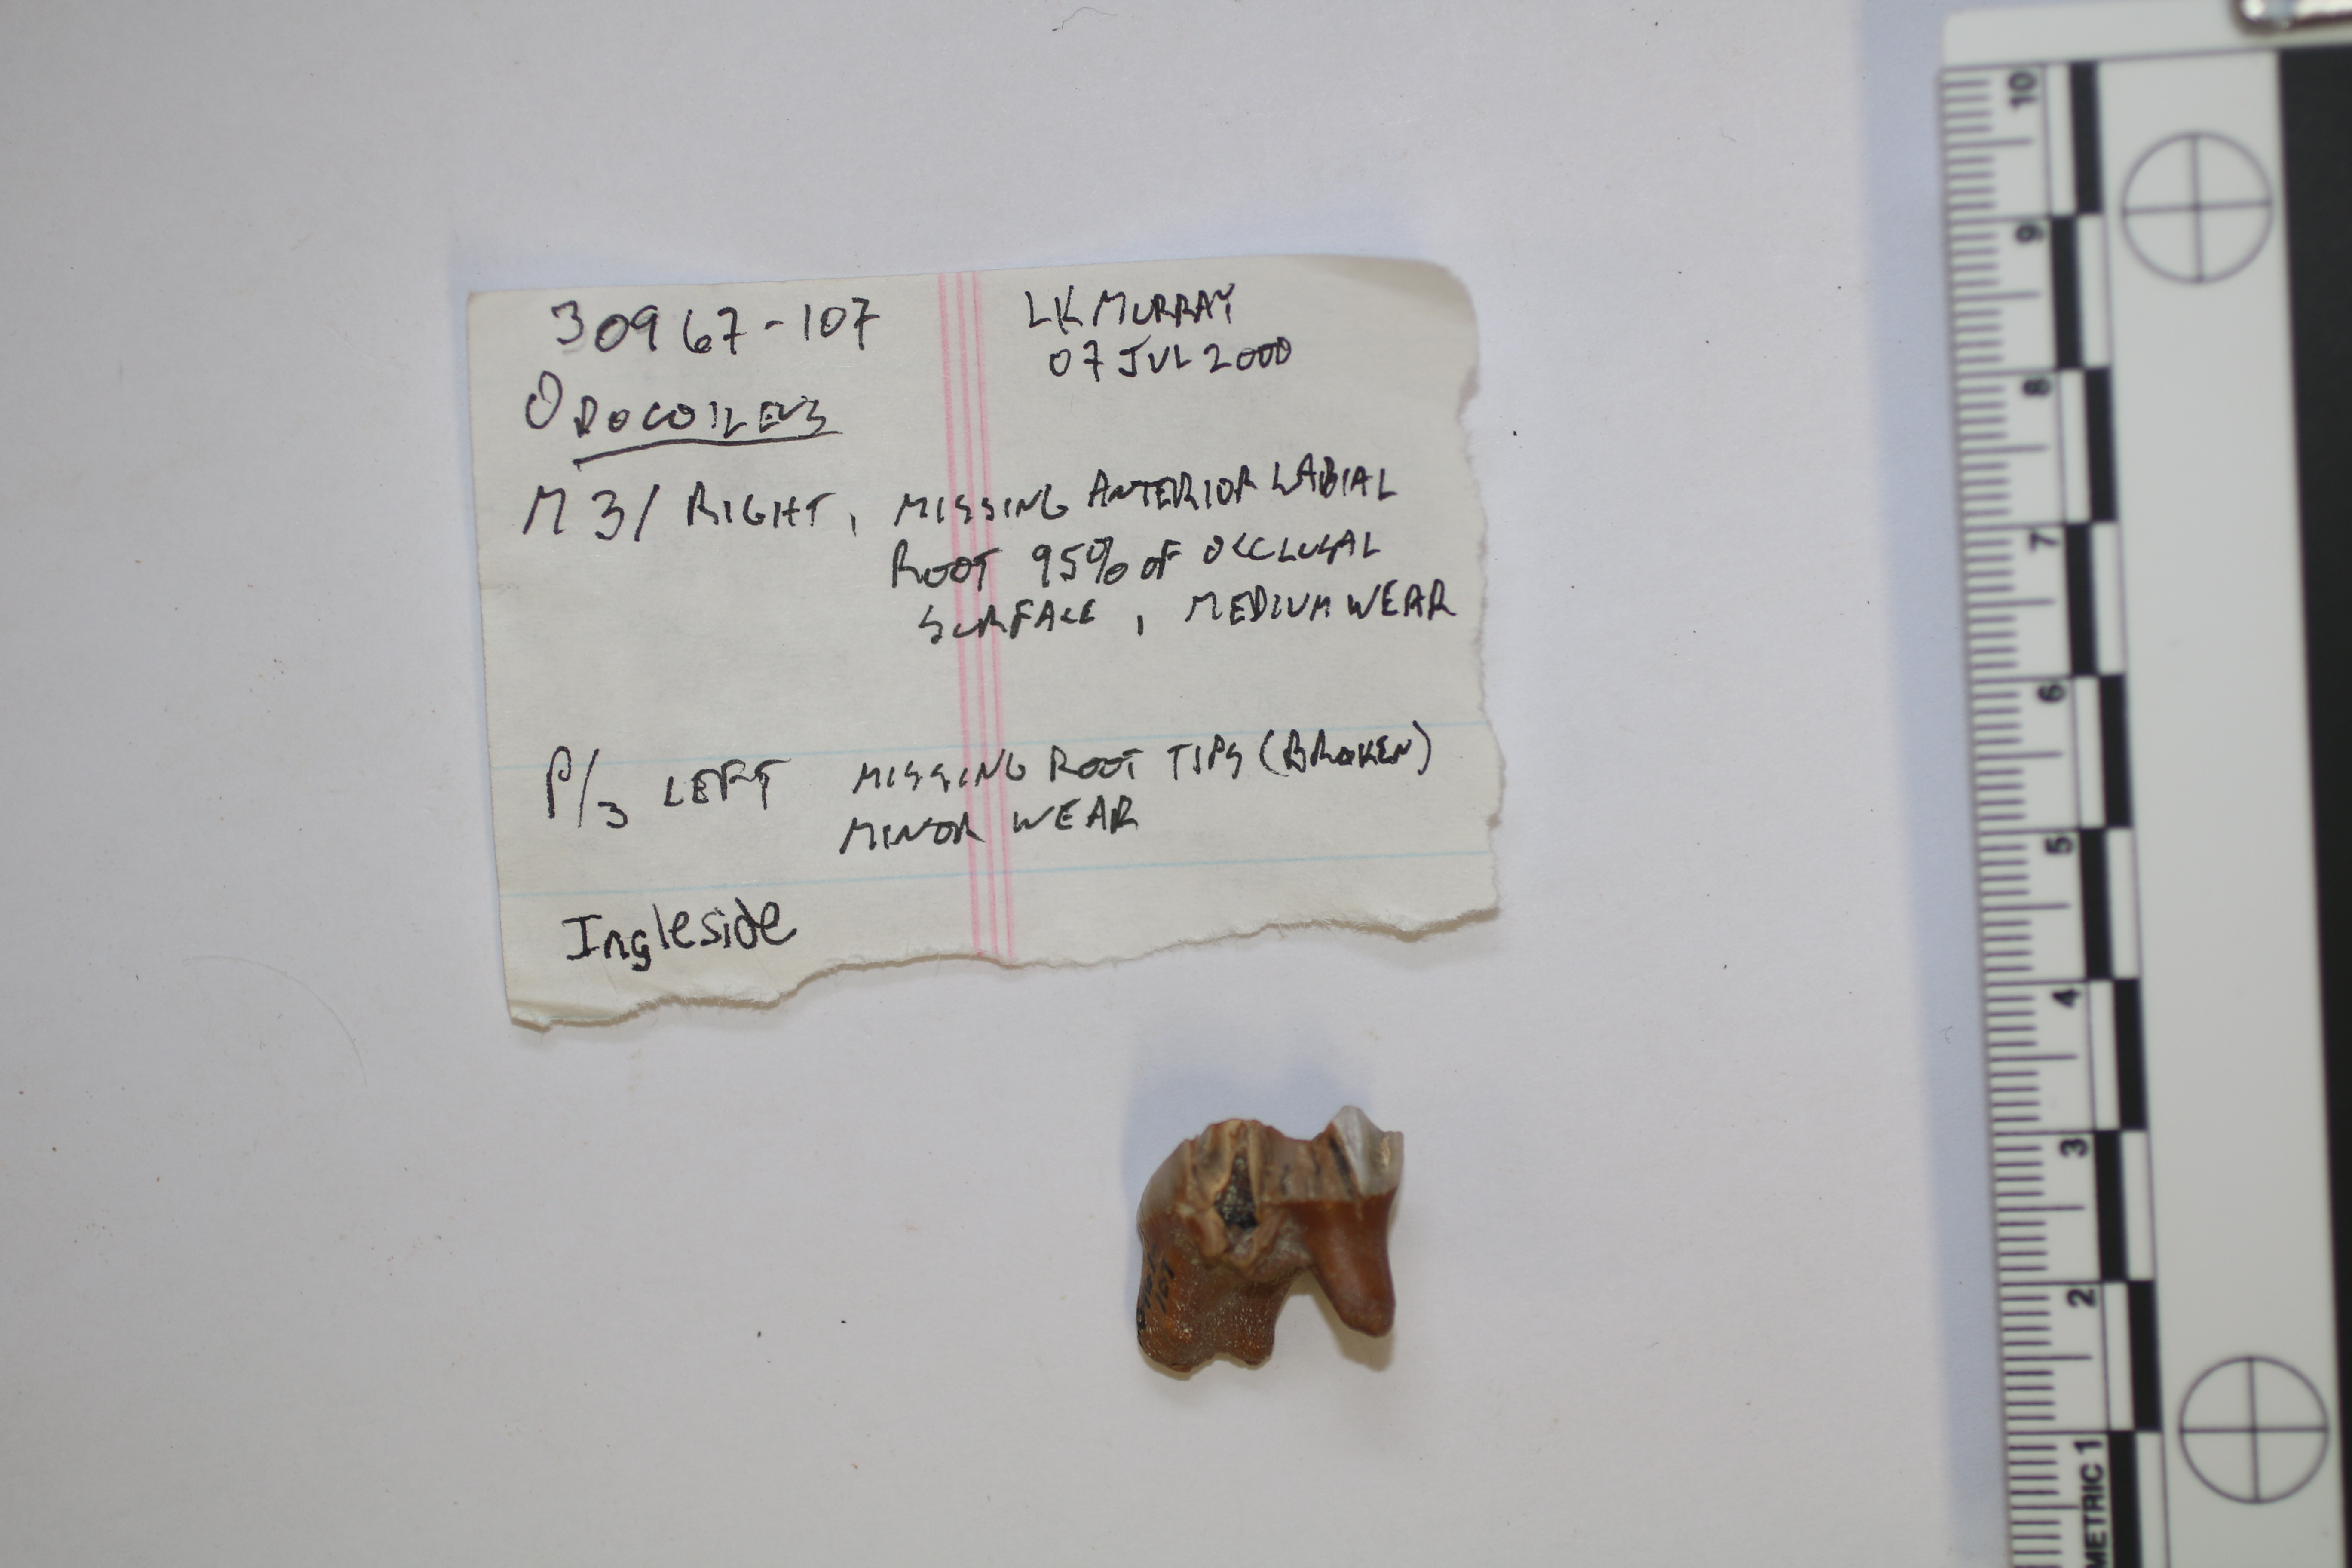 30967-107
LK MURRAY
07 JUL 2000
ODOCOILEUS
M3/ RIGHT, MISSING ANTERIOR LABIAL
ROOT 95% OF OCCLUSAL
SURFACE, MEDIUM WEAR
P/3 LEFT MISSING ROOT TIPS (BROKEN)
MINOR WEAR
Ingleside
107
METRIC 1 2 3 4 5 6 7 8 9 10